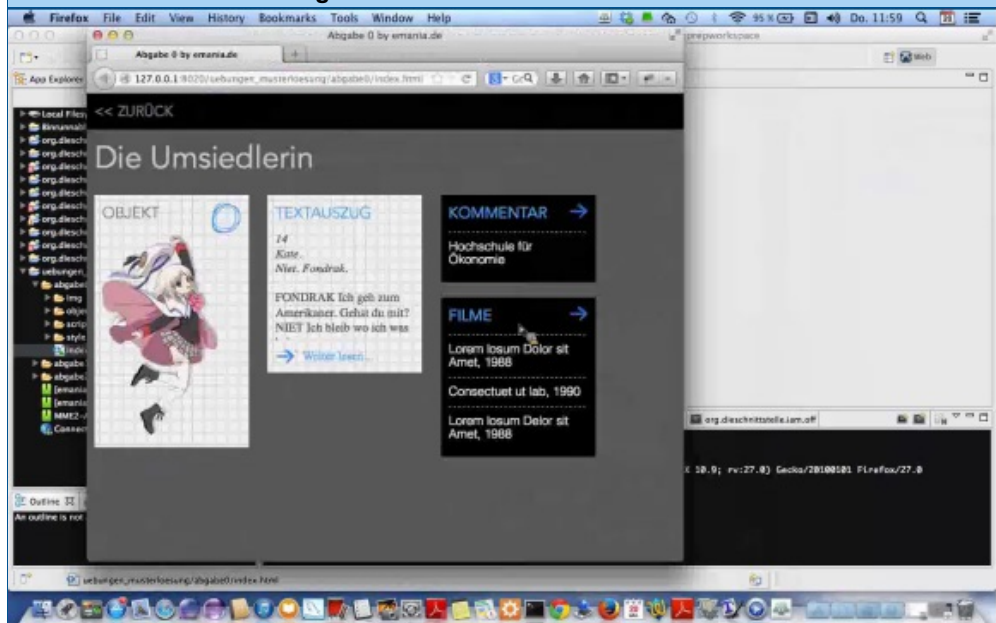 Firefox File Edit View History Bookmarks Tools Window Help
95 %
Do. 11:59
Abgabe 0 by emania.de
Abgabe 0 by emania.de
Web
App Explorer
127.0.0.1:8020/uebungen_musterloesung/abgabe0/index.html
<< ZURÜCK
Die Umsiedlerin
OBJEKT
TEXTAUSZUG
14
Kate.
Niet. Fondrak.
FONDRAK Ich geh zum
Amerikaner. Gehst du mit?
NIET Ich bleib wo ich was
Weiter lesen...
KOMMENTAR
Hochschule für
Ökonomie
FILME
Lorem Iosum Dolor sit
Amet, 1988
Consectuet ut lab, 1990
Lorem Iosum Delor sit
Amet, 1988
org.dieschnittstelle.iam.off
10.9; rv:27.0) Gecko/20100101 Firefox/27.0
Outline
An outline is not
uebungen_musterloesung/abgabe0/index.html